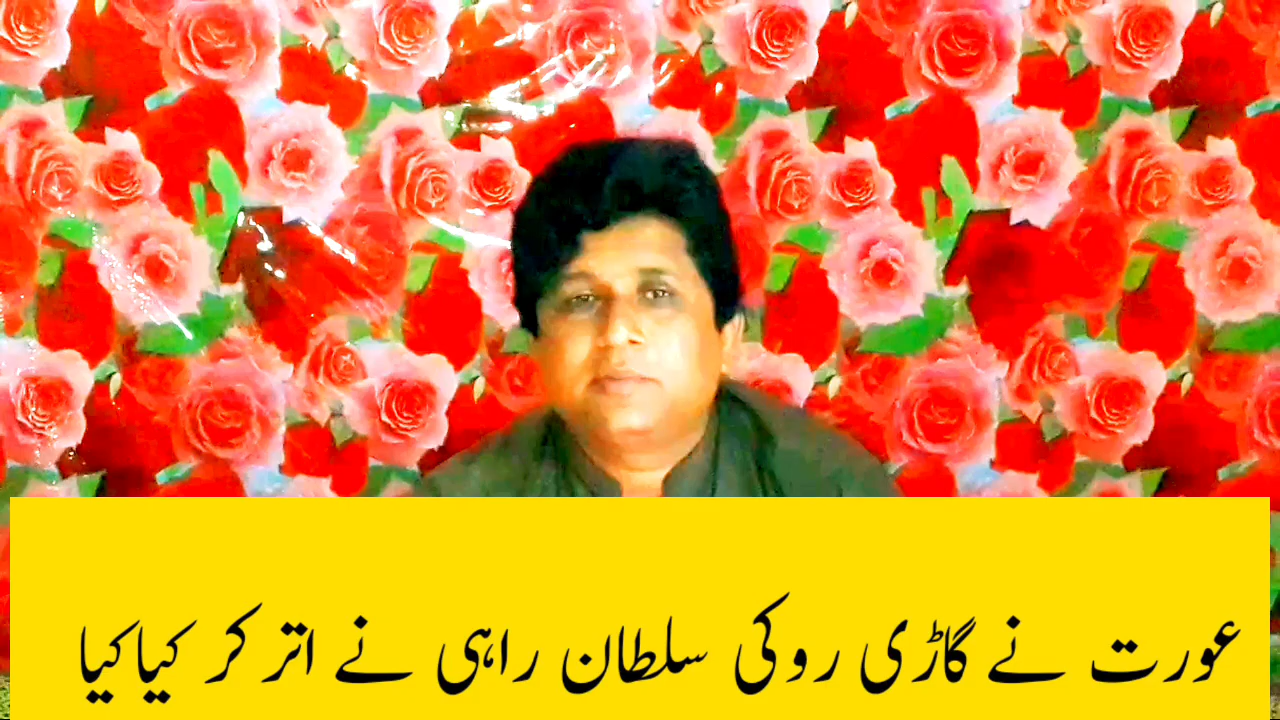 عورت نے گاڑی روکی سلطان راہی نے اتر کر کیا کیا